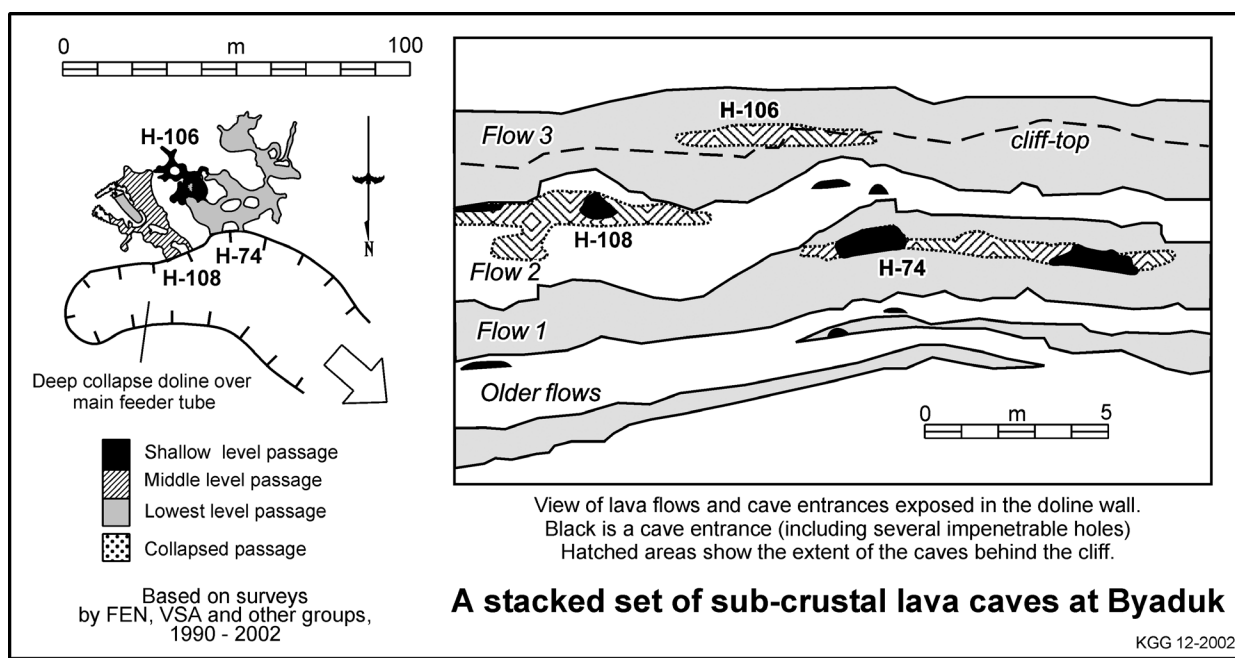 0 m 100
H-106
N
H-74
H-108
Deep collapse doline over
main feeder tube
Shallow level passage
Middle level passage
Lowest level passage
Collapsed passage
Based on surveys
by FEN, VSA and other groups,
1990 - 2002
H-106
Flow 3
cliff-top
H-108
Flow 2
H-74
Flow 1
Older flows
0 m 5
View of lava flows and cave entrances exposed in the doline wall.
Black is a cave entrance (including several impenetrable holes)
Hatched areas show the extent of the caves behind the cliff.
A stacked set of sub-crustal lava caves at Byaduk
KGG 12-2002